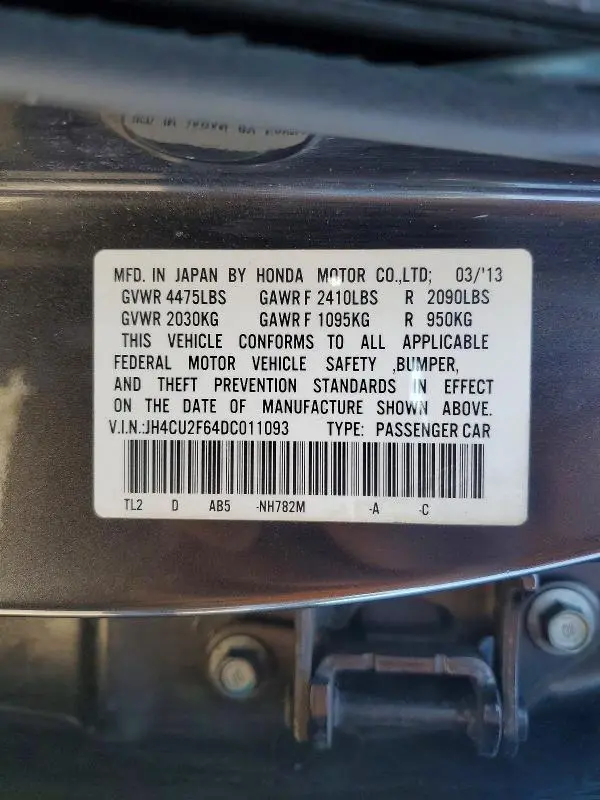 MFD. IN JAPAN BY HONDA MOTOR CO.,LTD; 03/'13
GVWR 4475LBS GAWR F 2410LBS R 2090LBS
GVWR 2030KG GAWR F 1095KG R 950KG
THIS VEHICLE CONFORMS TO ALL APPLICABLE
FEDERAL MOTOR VEHICLE SAFETY ,BUMPER,
AND THEFT PREVENTION STANDARDS IN EFFECT
ON THE DATE OF MANUFACTURE SHOWN ABOVE.
V.I.N.:JH4CU2F64DC011093 TYPE: PASSENGER CAR
TL2 D AB5 -NH782M -A -C